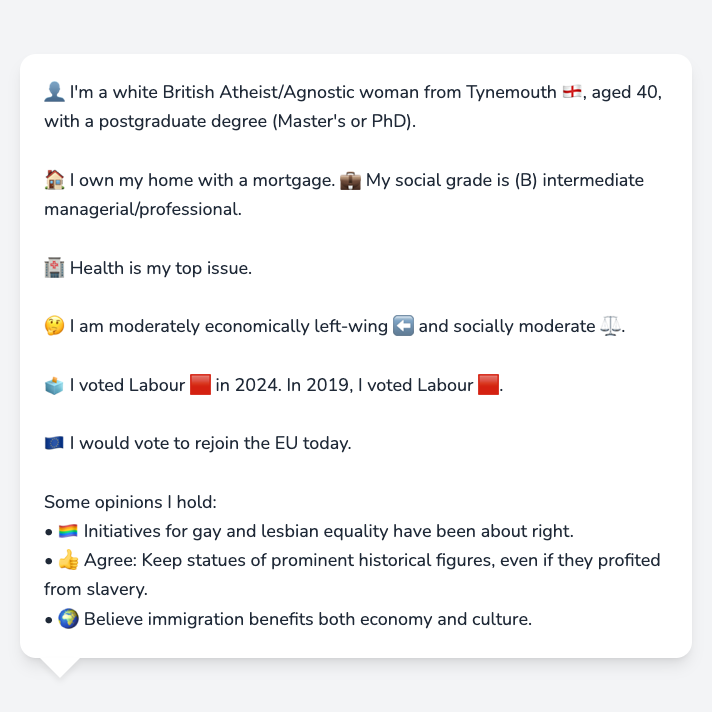 👤 I'm a white British Atheist/Agnostic woman from Tynemouth 🏴󠁧󠁢󠁥󠁮󠁧󠁿, aged 40,
with a postgraduate degree (Master's or PhD).
🏠 I own my home with a mortgage. 💼 My social grade is (B) intermediate
managerial/professional.
🏥 Health is my top issue.
🤔 I am moderately economically left-wing ⬅️ and socially moderate ⚖️.
🗳️ I voted Labour 🟥 in 2024. In 2019, I voted Labour 🟥.
🇪🇺 I would vote to rejoin the EU today.
Some opinions I hold:
• 🏳️‍🌈 Initiatives for gay and lesbian equality have been about right.
• 👍 Agree: Keep statues of prominent historical figures, even if they profited
from slavery.
• 🌍 Believe immigration benefits both economy and culture.